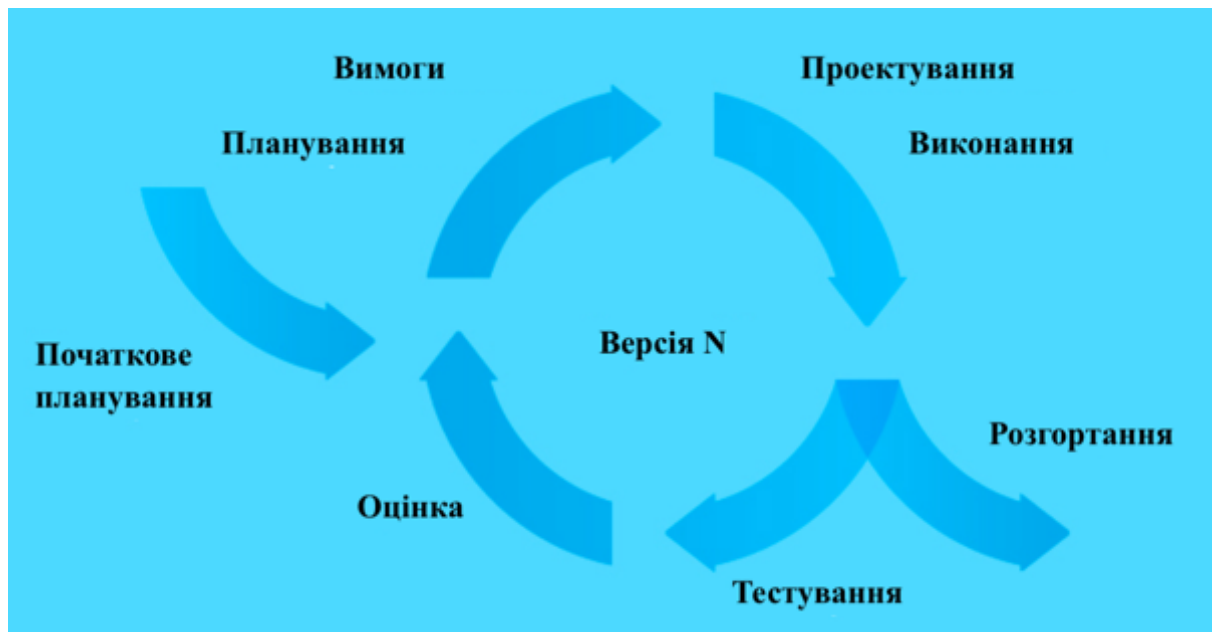 Вимоги
Проектування
Планування
Виконання
Початкове
планування
Версія N
Розгортання
Оцінка
Тестування